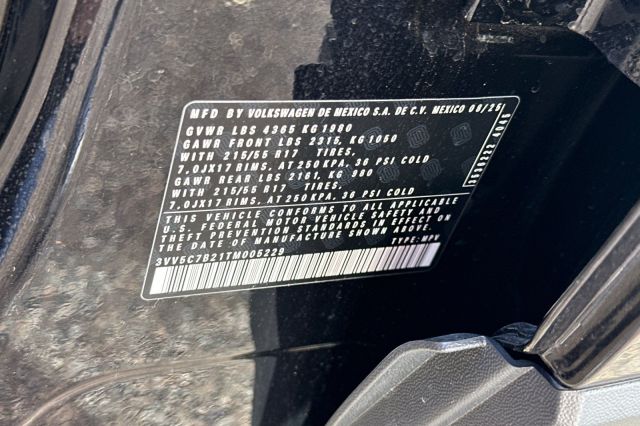 MFD BY VOLKSWAGEN DE MEXICO S.A. DE C.V. MEXICO 08/25
GVWR LBS 4365 KG 1980
GAWR FRONT LBS 2315, KG 1050
WITH 215/55 R17 TIRES,
7.0JX17 RIMS, AT 250 KPA, 36 PSI COLD
GAWR REAR LBS 2161, KG 980
WITH 215/55 R17 TIRES,
7.0JX17 RIMS, AT 250 KPA, 36 PSI COLD
THIS VEHICLE CONFORMS TO ALL APPLICABLE
U.S. FEDERAL MOTOR VEHICLE SAFETY AND
THEFT PREVENTION STANDARDS IN EFFECT ON
THE DATE OF MANUFACTURE SHOWN ABOVE.
3VV5C7B21TM005229 TYPE: MPV